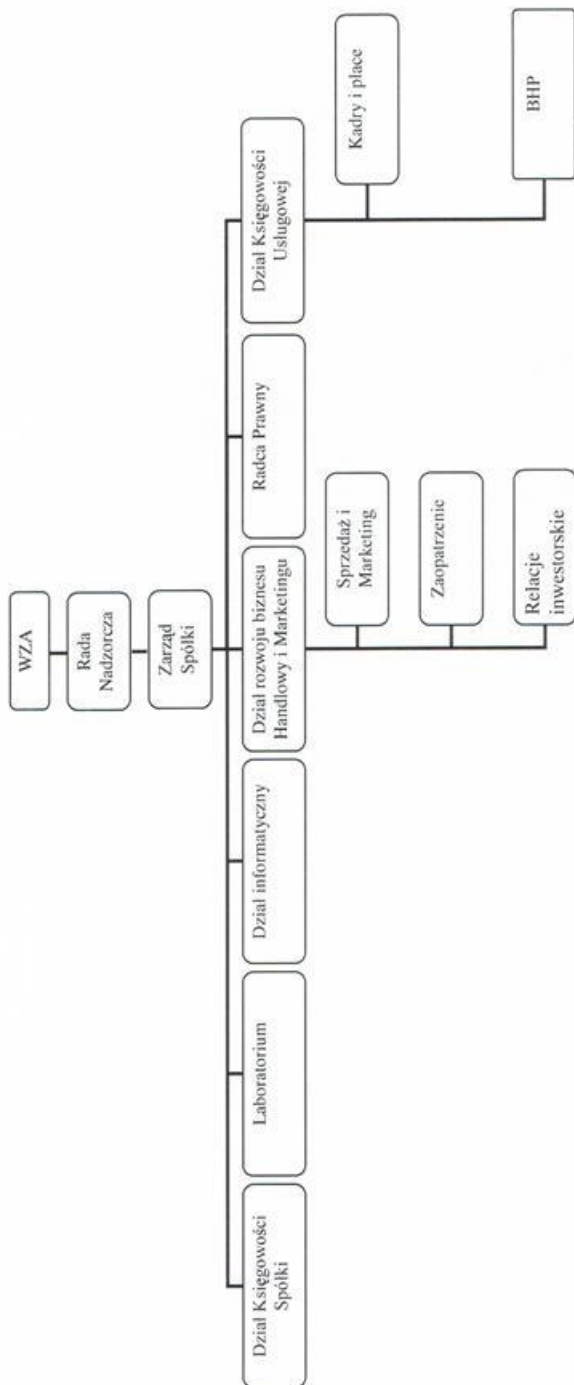 WZA
Rada
Nadzorcza
Zarząd
Spółki
Dział Księgowości
Spółki
Laboratorium
Dział informatyczny
Dział rozwoju biznesu
Handlowy i Marketingu
Radca Prawny
Dział Księgowości
Usługowej
Sprzedaż i
Marketing
Zaopatrzenie
Relacje
inwestorskie
Kadry i płace
BHP